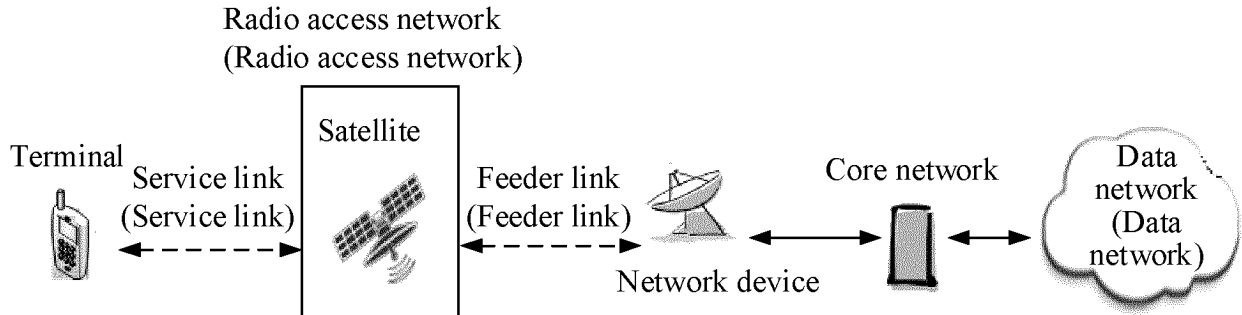 Radio access network
(Radio access network)
Satellite
Terminal
Service link
(Service link)
Feeder link
(Feeder link)
Network device
Core network
Data
network
(Data
network)